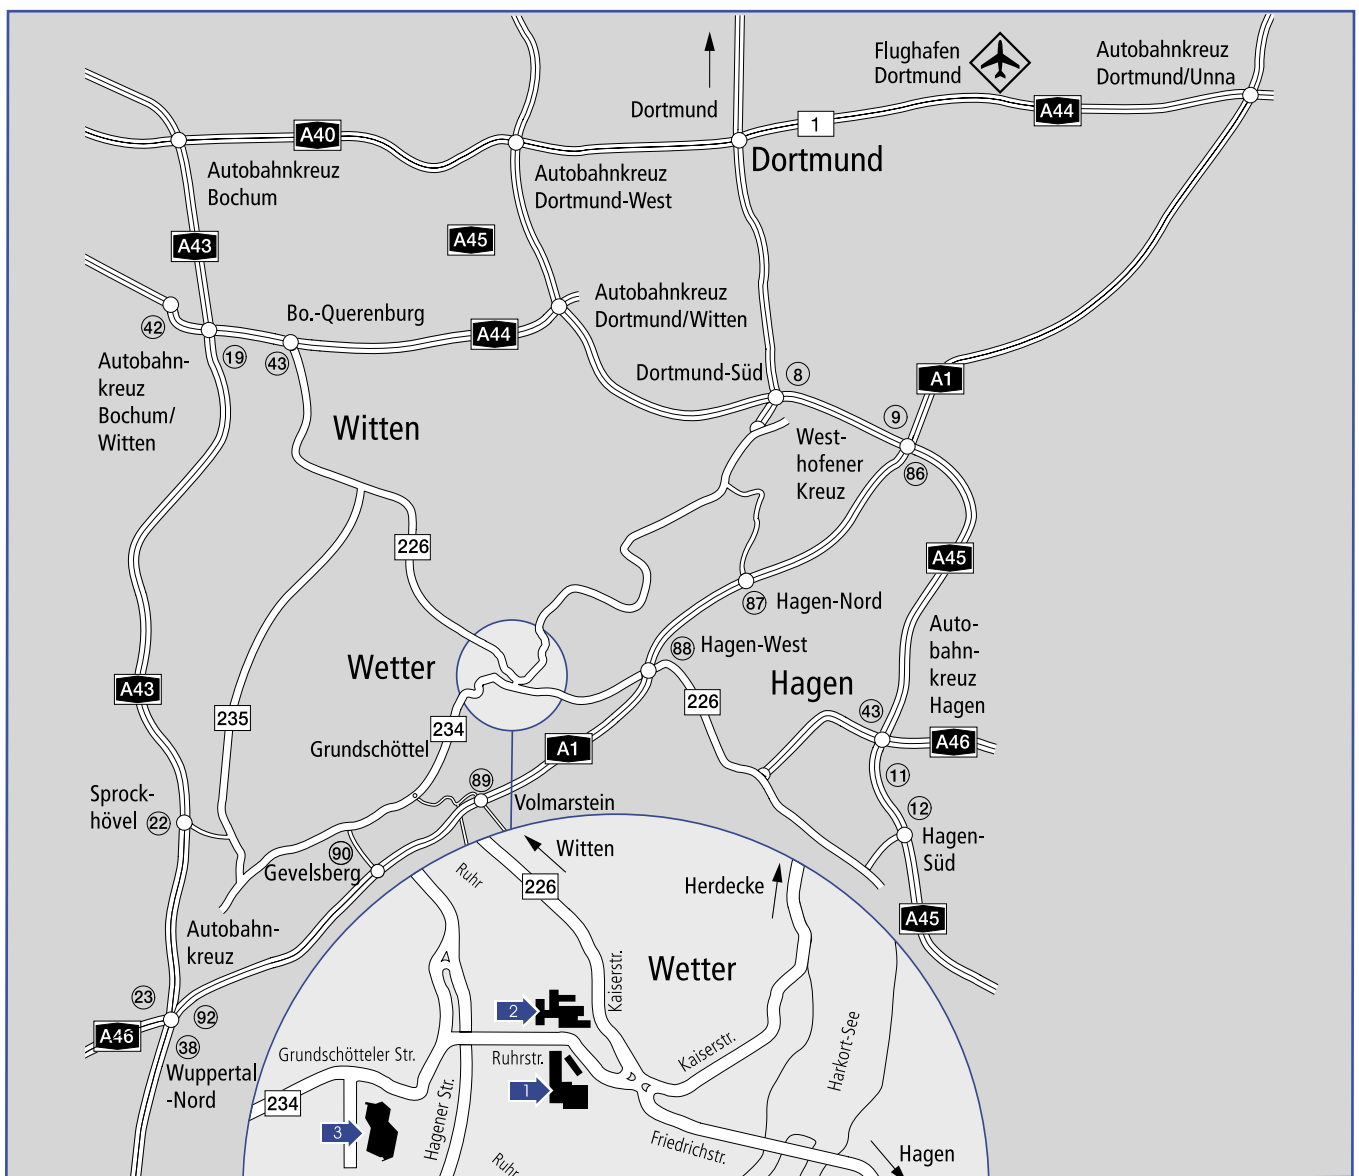 Flughafen
Dortmund
Autobahnkreuz
Dortmund/Unna
Dortmund
A44
1
A40
Dortmund
Autobahnkreuz
Bochum
Autobahnkreuz
Dortmund-West
A43
A45
Autobahnkreuz
Dortmund/Witten
Bo.-Querenburg
42
A44
19
43
Autobahn-
kreuz
Bochum/
Witten
Dortmund-Süd
8
A1
9
Witten
West-
hofener
Kreuz
86
226
A45
87
Hagen-Nord
88
Hagen-West
Auto-
bahn-
kreuz
Hagen
Wetter
Hagen
A43
226
43
235
234
Grundschöttel
A1
A46
89
11
Sprock-
hövel
22
Volmarstein
12
Hagen-
Süd
90
Gevelsberg
A45
Autobahn-
kreuz
23
92
A46
38
Wuppertal
-Nord
Ruhr
Witten
226
Herdecke
Wetter
Kaiserstr.
2
Grundschötteler Str.
Ruhrstr.
Kaiserstr.
Harkort-See
1
234
3
Hagener Str.
Friedrichstr.
Ruhr
Hagen